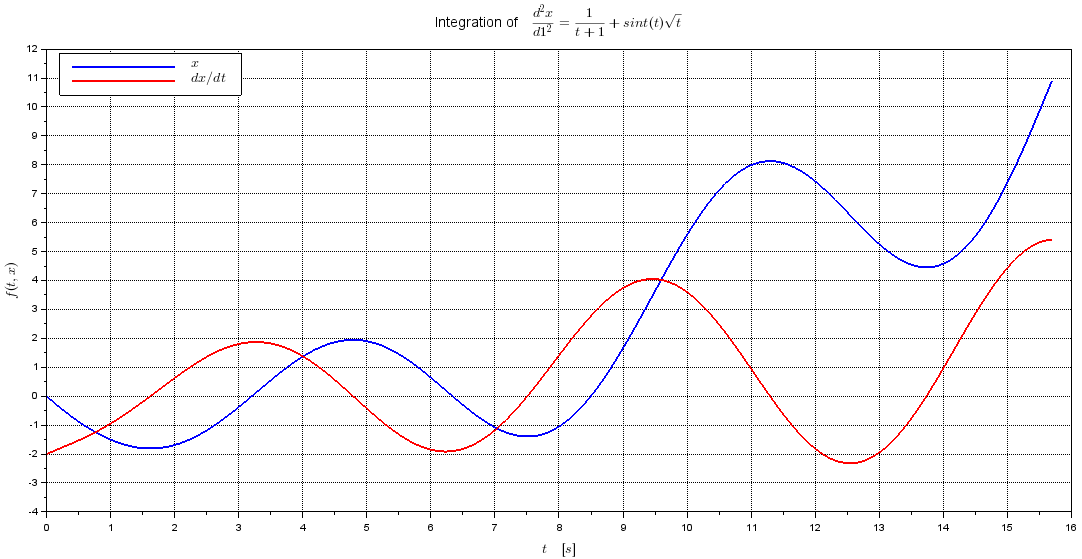 Integration of d²x/d1² = 1/(t+1) + sint(t)√t
x
dx/dt
12
11
10
9
8
7
6
5
4
3
2
1
0
-1
-2
-3
-4
f(t, x)
0 1 2 3 4 5 6 7 8 9 10 11 12 13 14 15 16
t [s]